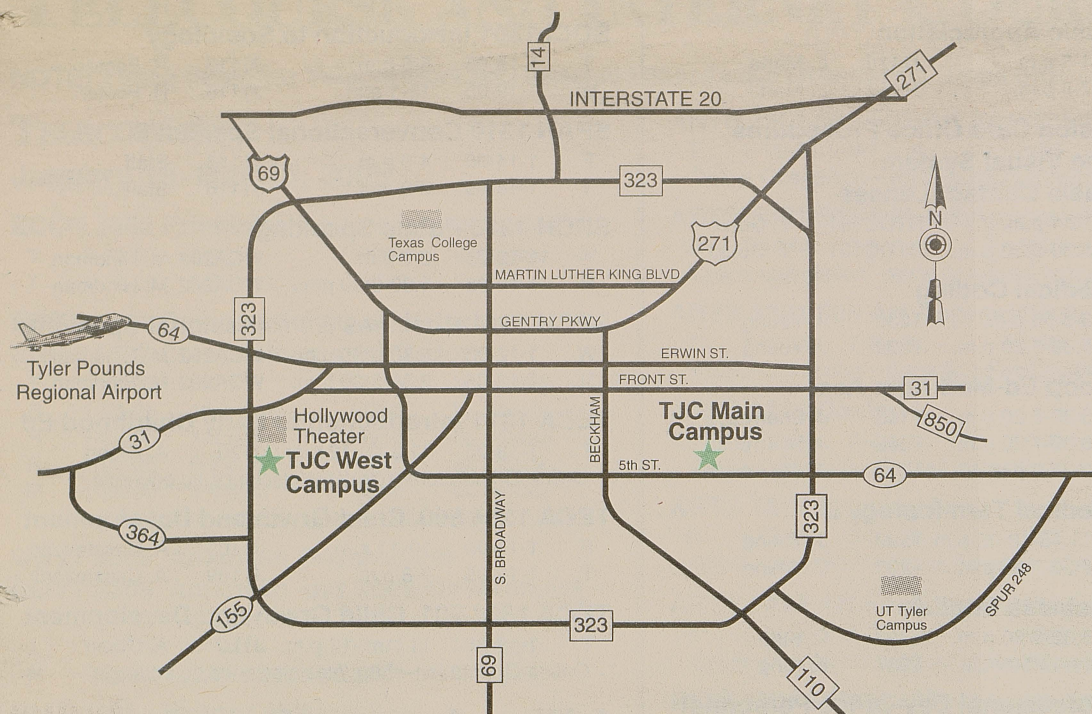 14
271
INTERSTATE 20
69
323
N
Texas College
Campus
271
MARTIN LUTHER KING BLVD
323
GENTRY PKWY
64
ERWIN ST.
Tyler Pounds
Regional Airport
FRONT ST.
31
850
Hollywood
Theater
BECKHAM
TJC Main
Campus
31
TJC West
Campus
5th ST.
64
364
S. BROADWAY
323
SPUR 248
155
UT Tyler
Campus
323
69
110